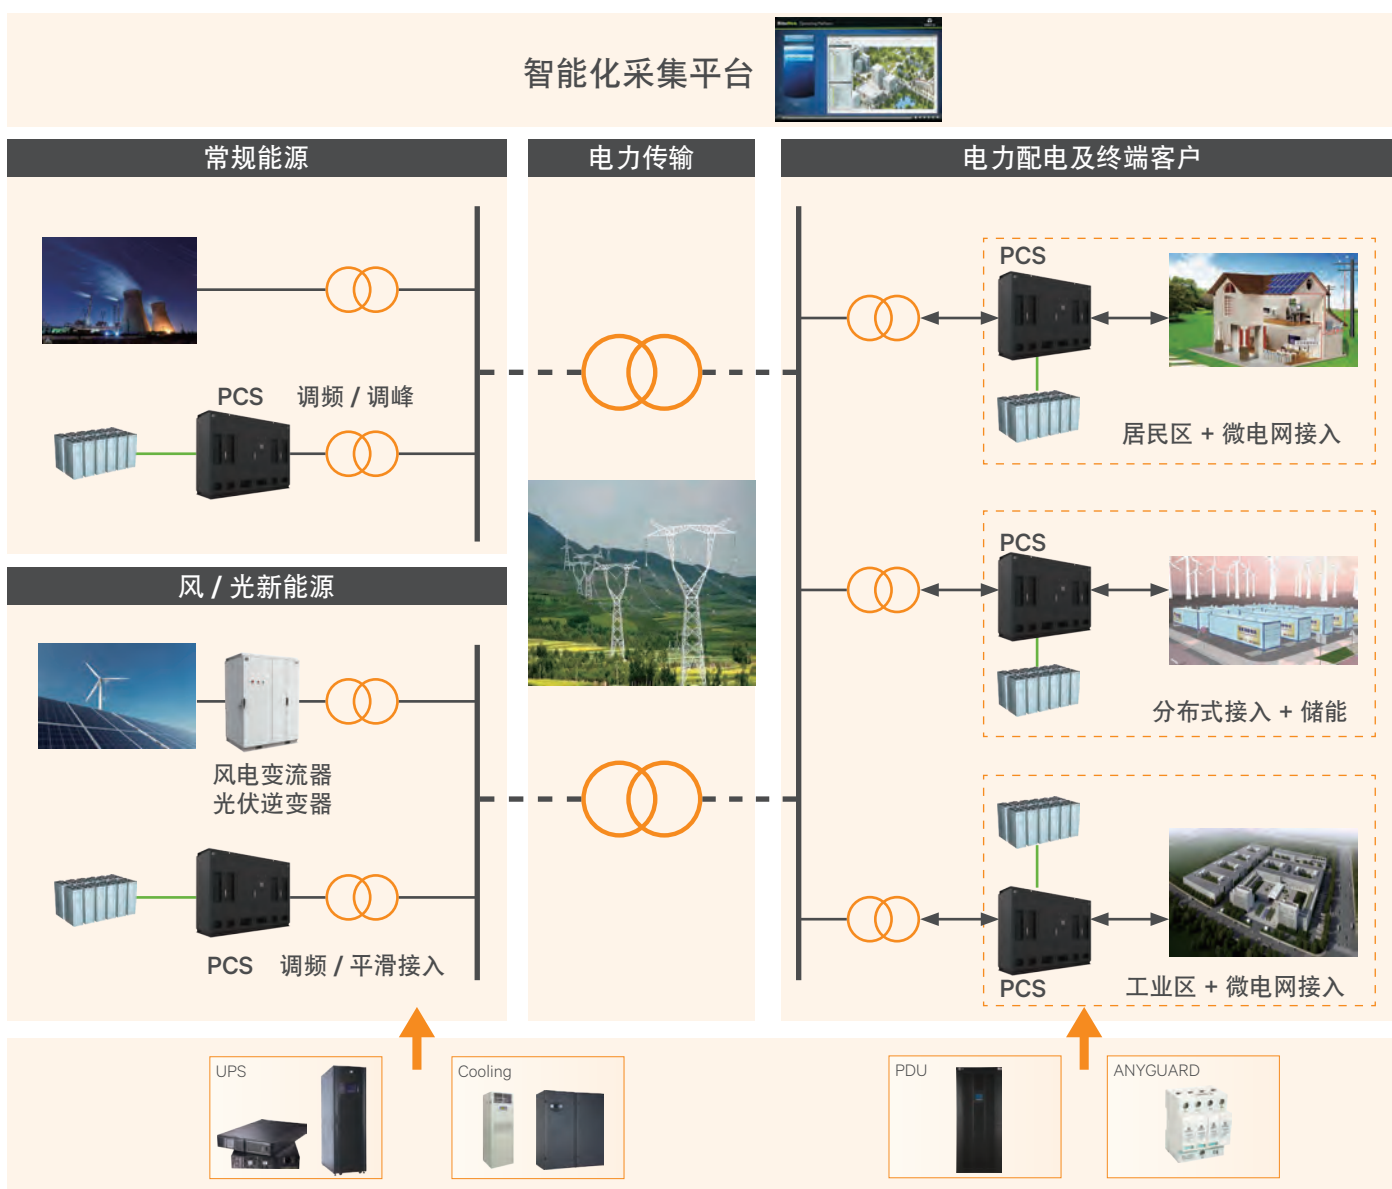 智能化采集平台
常规能源
电力传输
电力配电及终端客户
PCS
PCS 调频 / 调峰
居民区 + 微电网接入
风 / 光新能源
PCS
分布式接入 + 储能
风电变流器
光伏逆变器
PCS 调频 / 平滑接入
PCS
工业区 + 微电网接入
UPS
Cooling
PDU
ANYGUARD